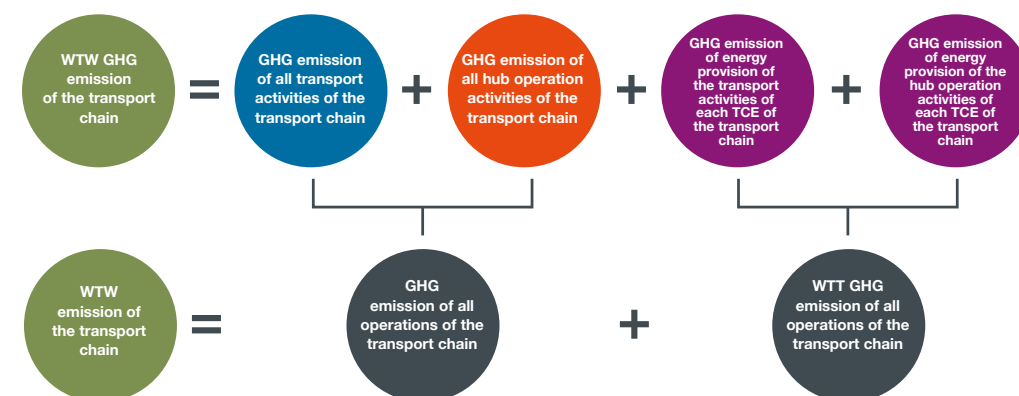 WTW GHG
emission
of the transport
chain
=
GHG emission
of all transport
activities of the
transport chain
+
GHG emission of
all hub operation
activities of the
transport chain
+
GHG emission
of energy
provision of
the transport
activities of
each TCE of
the transport
chain
+
GHG emission
of energy
provision of the
hub operation
activities of
each TCE of
the transport
chain
WTW
emission of
the transport
chain
=
GHG
emission of all
operations of the
transport chain
+
WTT GHG
emission of all
operations of the
transport chain